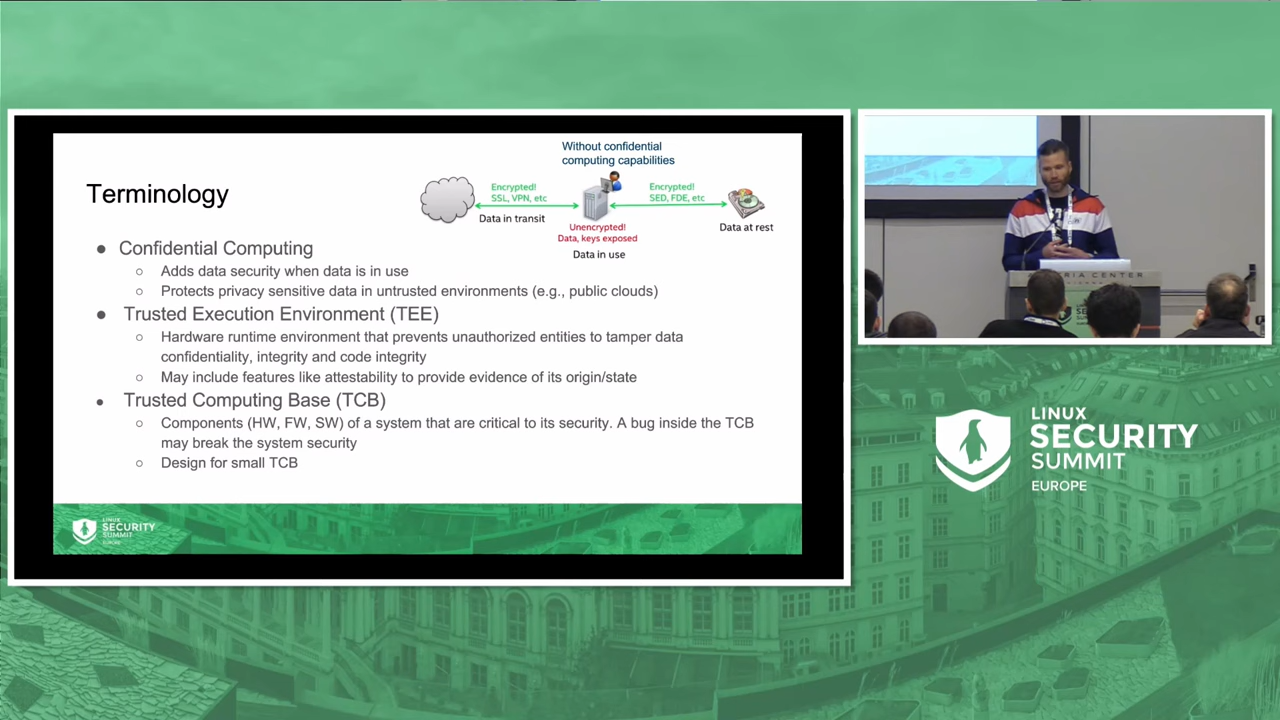 Without confidential
computing capabilities
Terminology
Encrypted!
SSL, VPN, etc
Data in transit
Encrypted!
SED, FDE, etc
Data at rest
Unencrypted!
Data, keys exposed
Data in use
● Confidential Computing
○ Adds data security when data is in use
○ Protects privacy sensitive data in untrusted environments (e.g., public clouds)
● Trusted Execution Environment (TEE)
○ Hardware runtime environment that prevents unauthorized entities to tamper data
confidentiality, integrity and code integrity
○ May include features like attestability to provide evidence of its origin/state
● Trusted Computing Base (TCB)
○ Components (HW, FW, SW) of a system that are critical to its security. A bug inside the TCB
may break the system security
○ Design for small TCB
LINUX
SECURITY
SUMMIT
EUROPE
CENTER
LINUX
SECURITY
SUMMIT
EUROPE